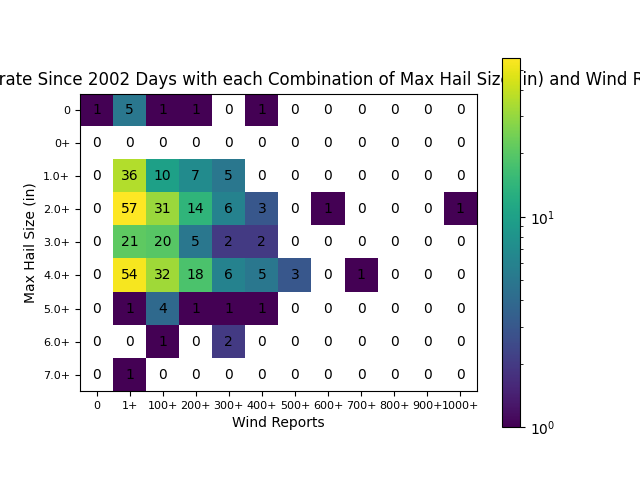 rate Since 2002 Days with each Combination of Max Hail Size (in) and Wind R
0 1 5 1 1 0 1 0 0 0 0 0 0
0+ 0 0 0 0 0 0 0 0 0 0 0 0
1.0+ 0 36 10 7 5 0 0 0 0 0 0 0
2.0+ 0 57 31 14 6 3 0 1 0 0 0 1
3.0+ 0 21 20 5 2 2 0 0 0 0 0 0
4.0+ 0 54 32 18 6 5 3 0 1 0 0 0
5.0+ 0 1 4 1 1 1 0 0 0 0 0 0
6.0+ 0 0 1 0 2 0 0 0 0 0 0 0
7.0+ 0 1 0 0 0 0 0 0 0 0 0 0
0 1+ 100+ 200+ 300+ 400+ 500+ 600+ 700+ 800+ 900+ 1000+
Wind Reports
Max Hail Size (in)
10¹
10⁰